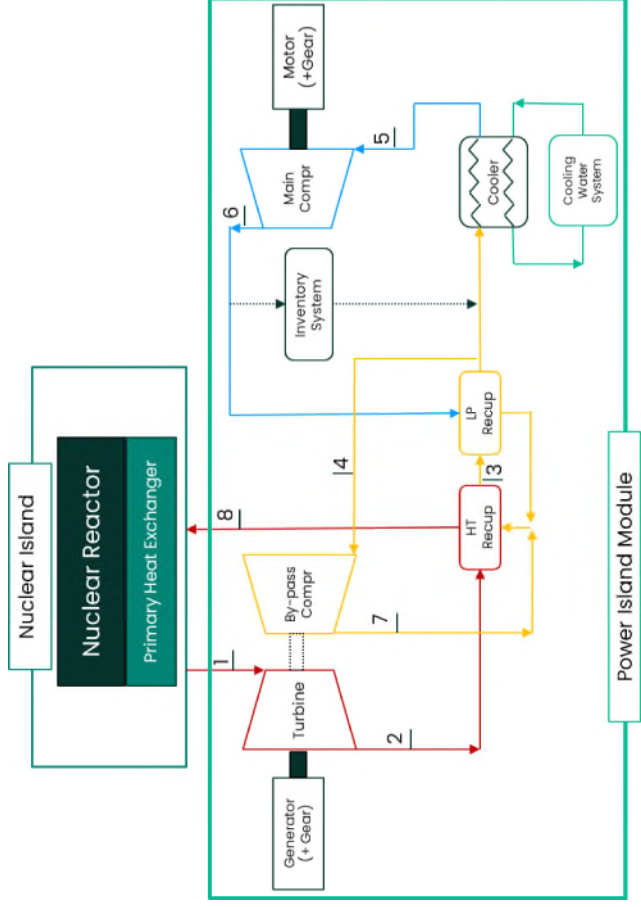 Nuclear Island
Nuclear Reactor
Primary Heat Exchanger
1
8
Generator
(+ Gear)
Turbine
By-pass
Compr
6
Main
Compr
Motor
(+Gear)
Inventory
System
2
7
4
5
HT
Recup
3
LP
Recup
Cooler
Cooling
Water
System
Power Island Module